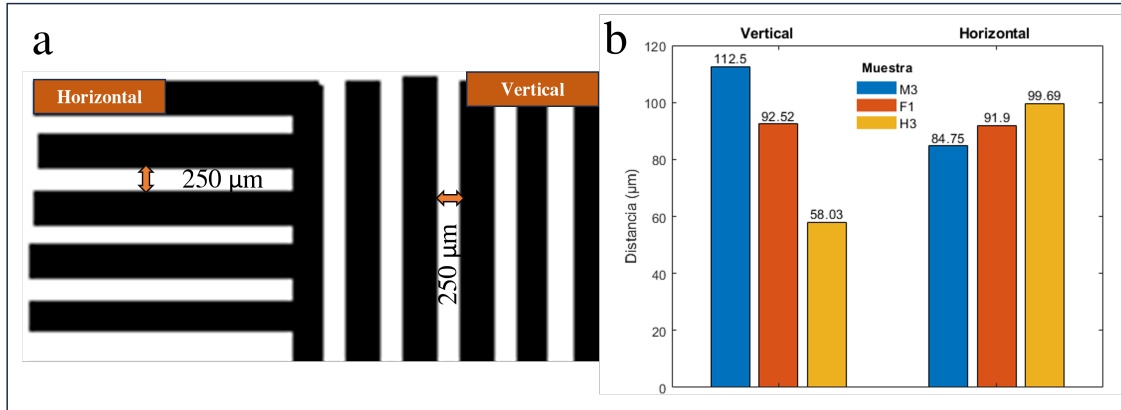 a
Horizontal
Vertical
250 µm
250 µm
b
Vertical
Horizontal
Muestra
M3
F1
H3
Distancia (µm)
120
100
80
60
40
20
0
112.5
92.52
58.03
84.75
91.9
99.69